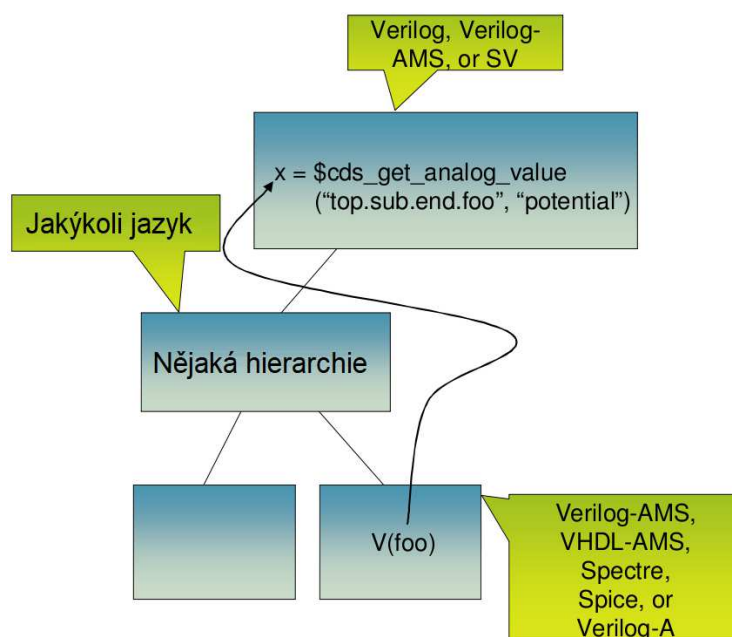 Verilog, Verilog-
AMS, or SV
x = $cds_get_analog_value
(“top.sub.end.foo”, “potential”)
Jakýkoli jazyk
Nějaká hierarchie
V(foo)
Verilog-AMS,
VHDL-AMS,
Spectre,
Spice, or
Verilog-A